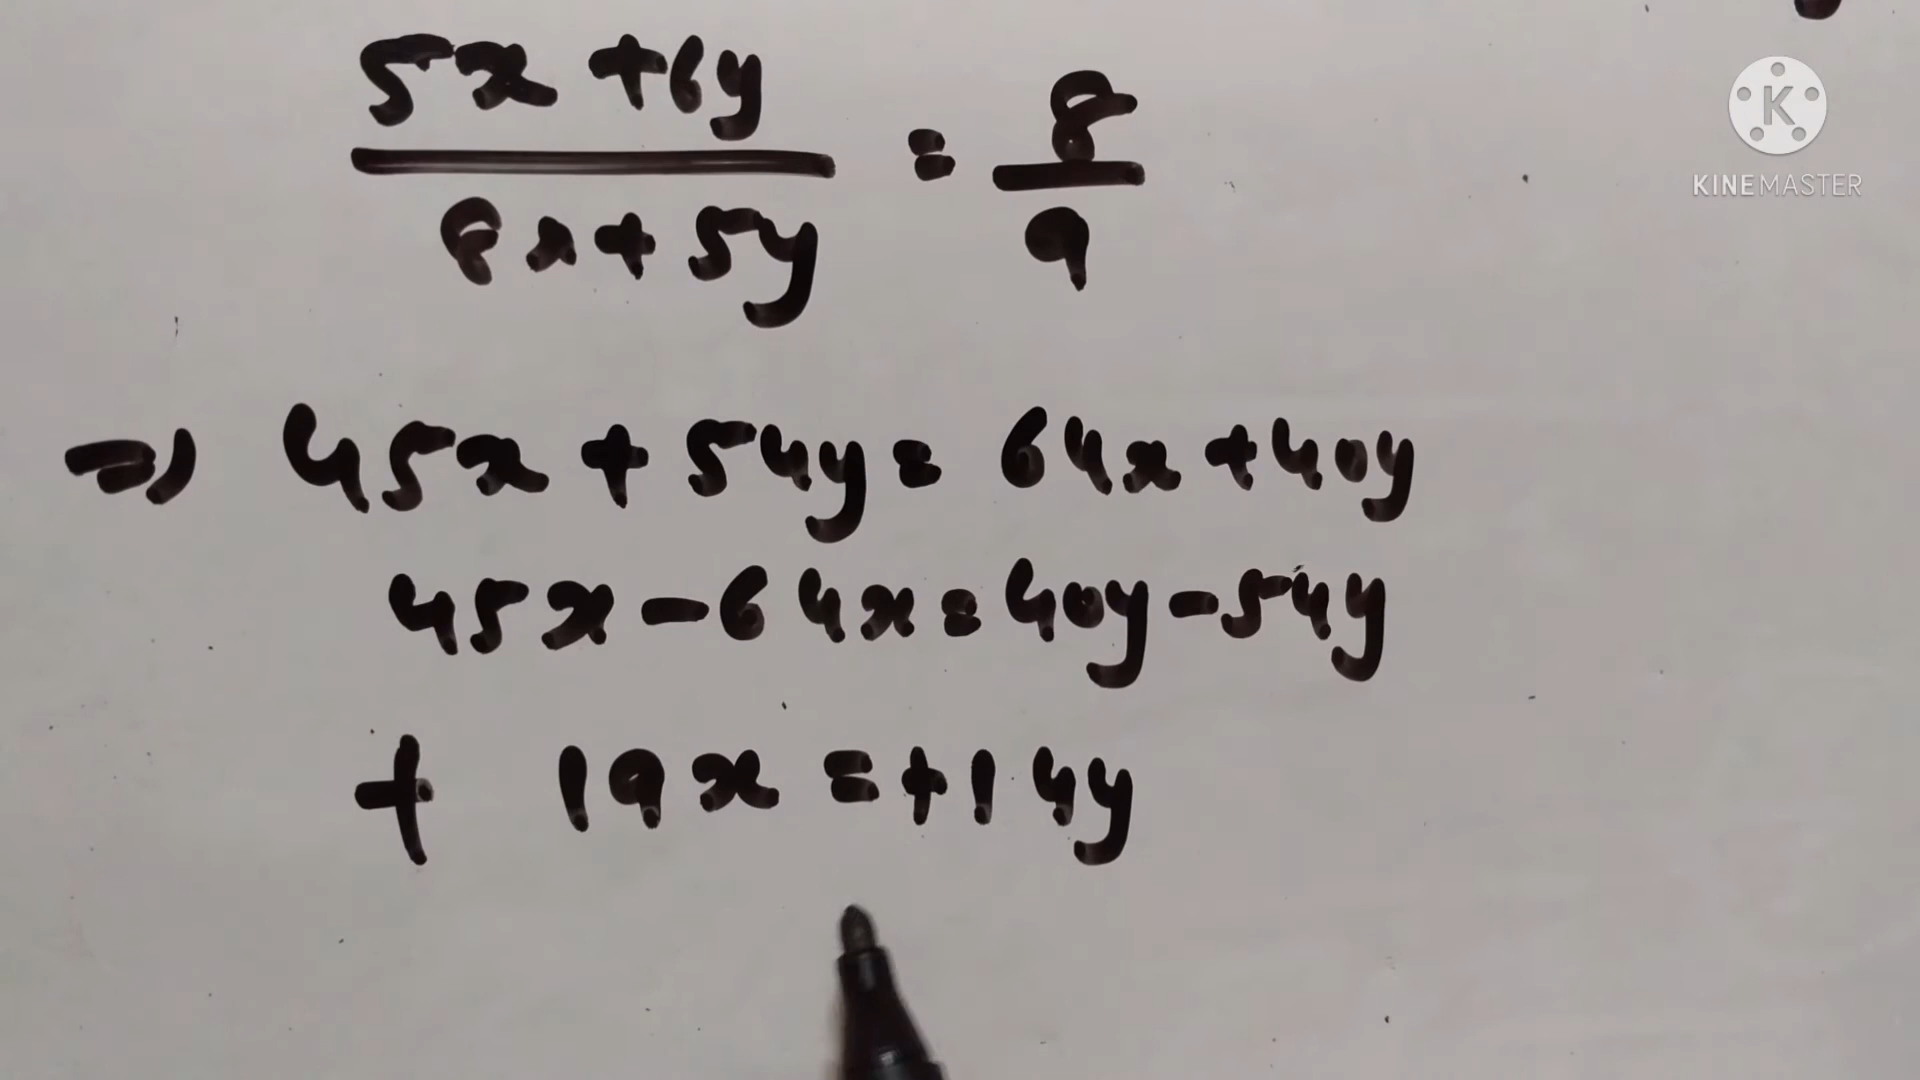 5x + 6y / 8x + 5y = 8 / 9
K
KINEMASTER
⇒ 45x + 54y = 64x + 40y
45x - 64x = 40y - 54y
+ 19x = + 14y